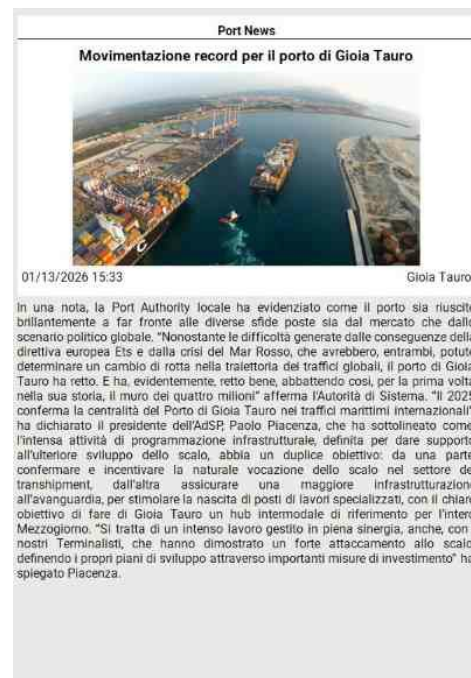 Port News
Movimentazione record per il porto di Gioia Tauro
01/13/2026 15:33
Gioia Tauro
In una nota, la Port Authority locale ha evidenziato come il porto sia riuscito
brillantemente a far fronte alle diverse sfide poste sia dal mercato che dallo
scenario politico globale. “Nonostante le difficoltà generate dalle conseguenze della
direttiva europea Ets e dalla crisi del Mar Rosso, che avrebbero, entrambi, potuto
determinare un cambio di rotta nella traiettoria dei traffici globali, il porto di Gioia
Tauro ha retto. E ha, evidentemente, retto bene, abbattendo così, per la prima volta
nella sua storia, il muro dei quattro milioni” afferma l'Autorità di Sistema. “Il 2025
conferma la centralità del Porto di Gioia Tauro nei traffici marittimi internazionali”
ha dichiarato il presidente dell'AdSP, Paolo Piacenza, che ha sottolineato come
l'intensa attività di programmazione infrastrutturale, definita per dare supporto
all'ulteriore sviluppo dello scalo, abbia un duplice obiettivo: da una parte
confermare e incentivare la naturale vocazione dello scalo nel settore del
transhipment, dall'altra assicurare una maggiore infrastrutturazione
all'avanguardia, per stimolare la nascita di posti di lavori specializzati, con il chiaro
obiettivo di fare di Gioia Tauro un hub intermodale di riferimento per l'intero
Mezzogiorno. “Si tratta di un intenso lavoro gestito in piena sinergia, anche, con i
nostri Terminalisti, che hanno dimostrato un forte attaccamento allo scalo
definendo i propri piani di sviluppo attraverso importanti misure di investimento” ha
spiegato Piacenza.